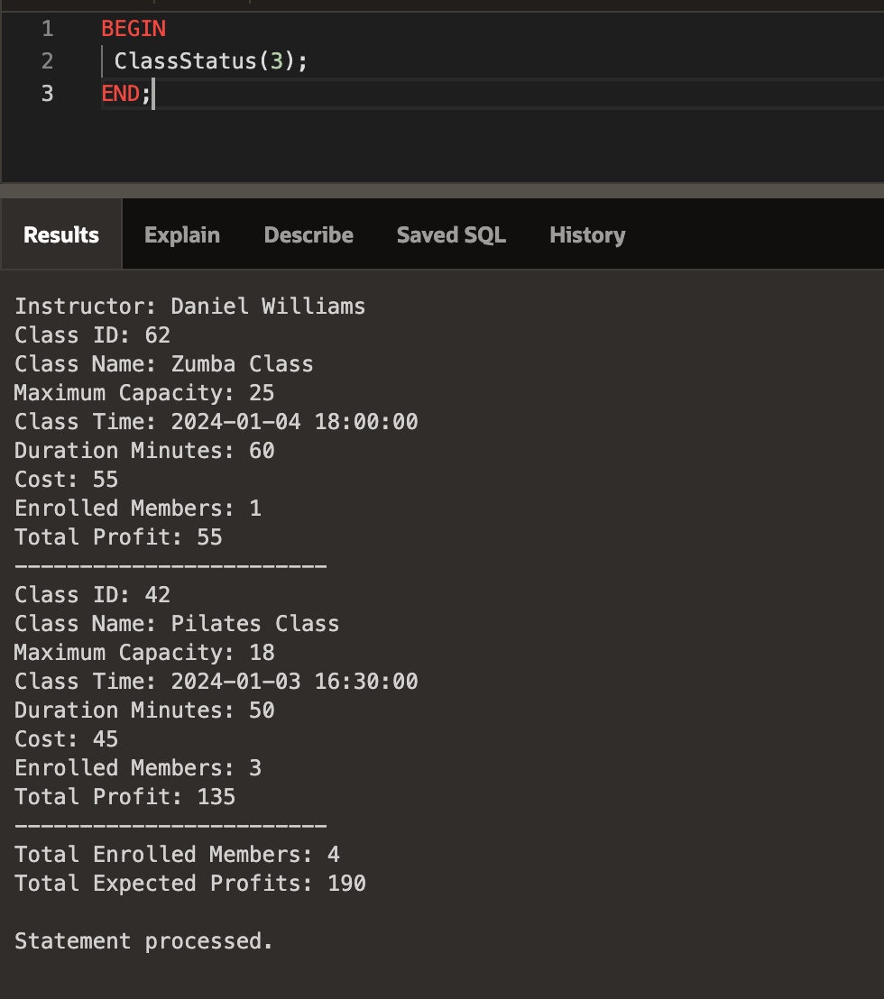 1 BEGIN
2 ClassStatus(3);
3 END;
Results Explain Describe Saved SQL History
Instructor: Daniel Williams
Class ID: 62
Class Name: Zumba Class
Maximum Capacity: 25
Class Time: 2024-01-04 18:00:00
Duration Minutes: 60
Cost: 55
Enrolled Members: 1
Total Profit: 55
------------------------
Class ID: 42
Class Name: Pilates Class
Maximum Capacity: 18
Class Time: 2024-01-03 16:30:00
Duration Minutes: 50
Cost: 45
Enrolled Members: 3
Total Profit: 135
------------------------
Total Enrolled Members: 4
Total Expected Profits: 190
Statement processed.